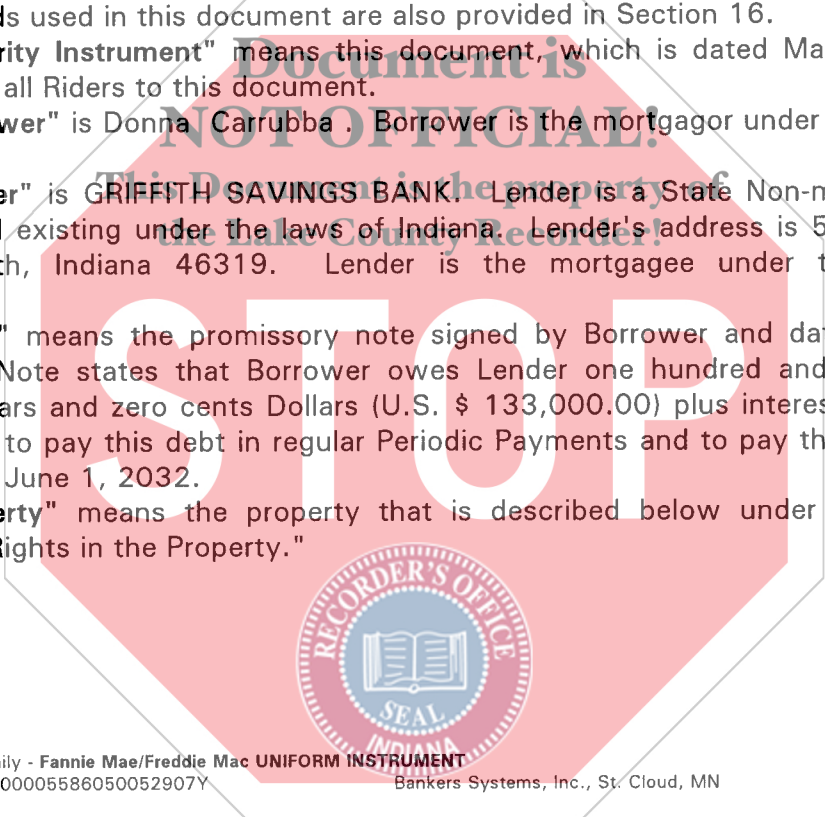 ds used in this document are also provided in Section 16.
rity Instrument" means this document, which is dated Ma
all Riders to this document.
wer" is Donna Carrubba . Borrower is the mortgagor under
er" is GRIFFITH SAVINGS BANK. Lender is a State Non-m
existing under the laws of Indiana. Lender's address is 5
th, Indiana 46319. Lender is the mortgagee under t
" means the promissory note signed by Borrower and da
Note states that Borrower owes Lender one hundred and
ars and zero cents Dollars (U.S. $ 133,000.00) plus interes
to pay this debt in regular Periodic Payments and to pay th
June 1, 2032.
erty" means the property that is described below under
Rights in the Property."
Document is
NOT OFFICIAL!
This Document is the property of
the Lake County Recorder!
STOP
RECORDER'S OFFICE
SEAL
INDIANA
ily - Fannie Mae/Freddie Mac UNIFORM INSTRUMENT
00005586050052907Y Bankers Systems, Inc., St. Cloud, MN